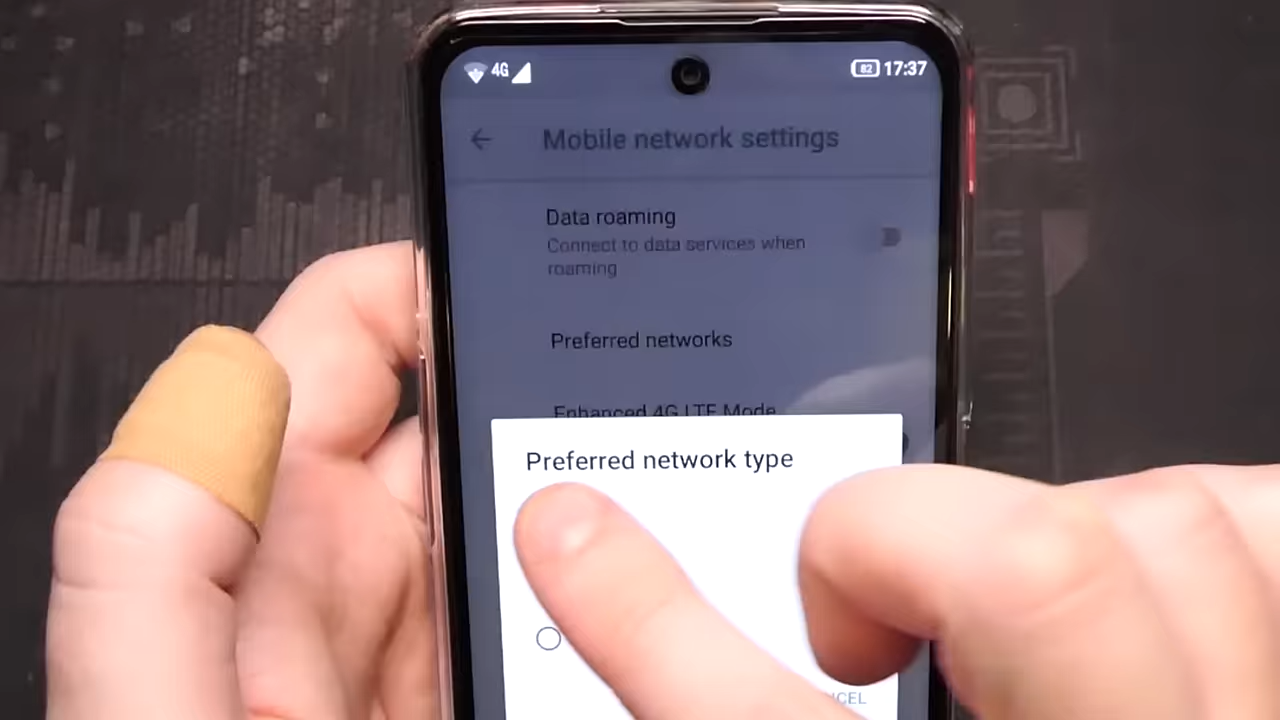 4G
82 17:37
Mobile network settings
Data roaming
Connect to data services when
roaming
Preferred networks
Enhanced 4G LTE Mode
Preferred network type